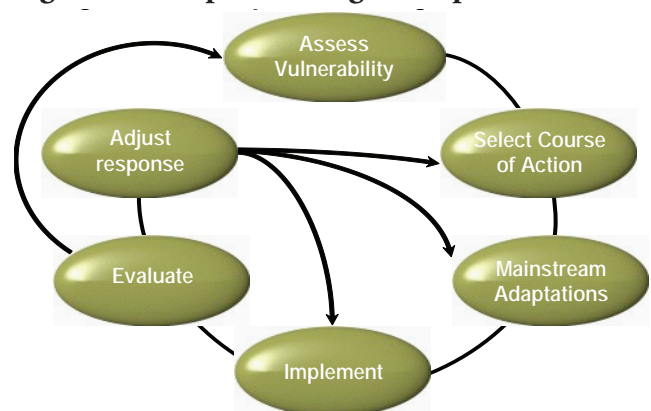 Assess
Vulnerability
Adjust
response
Select Course
of Action
Evaluate
Mainstream
Adaptations
Implement